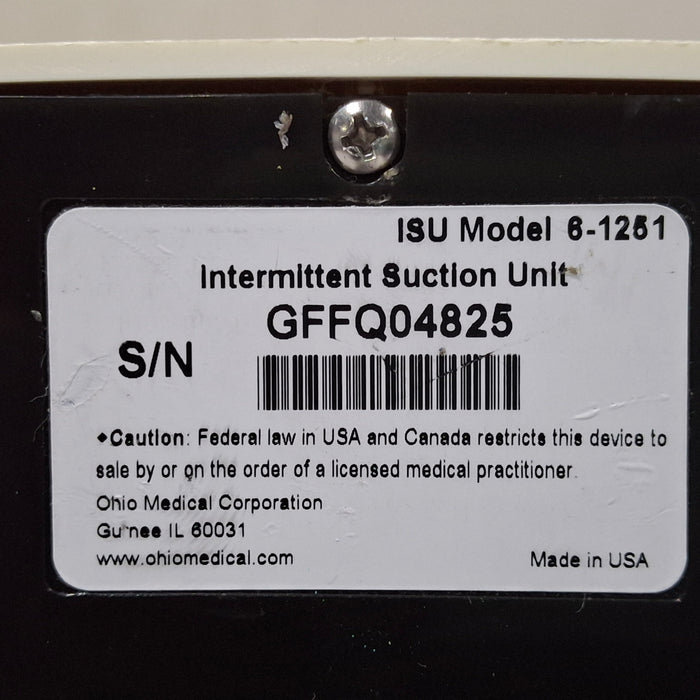 ISU Model 6-1251
Intermittent Suction Unit
GFFQ04825
S/N
•Caution: Federal law in USA and Canada restricts this device to
sale by or on the order of a licensed medical practitioner.
Ohio Medical Corporation
Gurnee IL 60031
www.ohiomedical.com
Made in USA